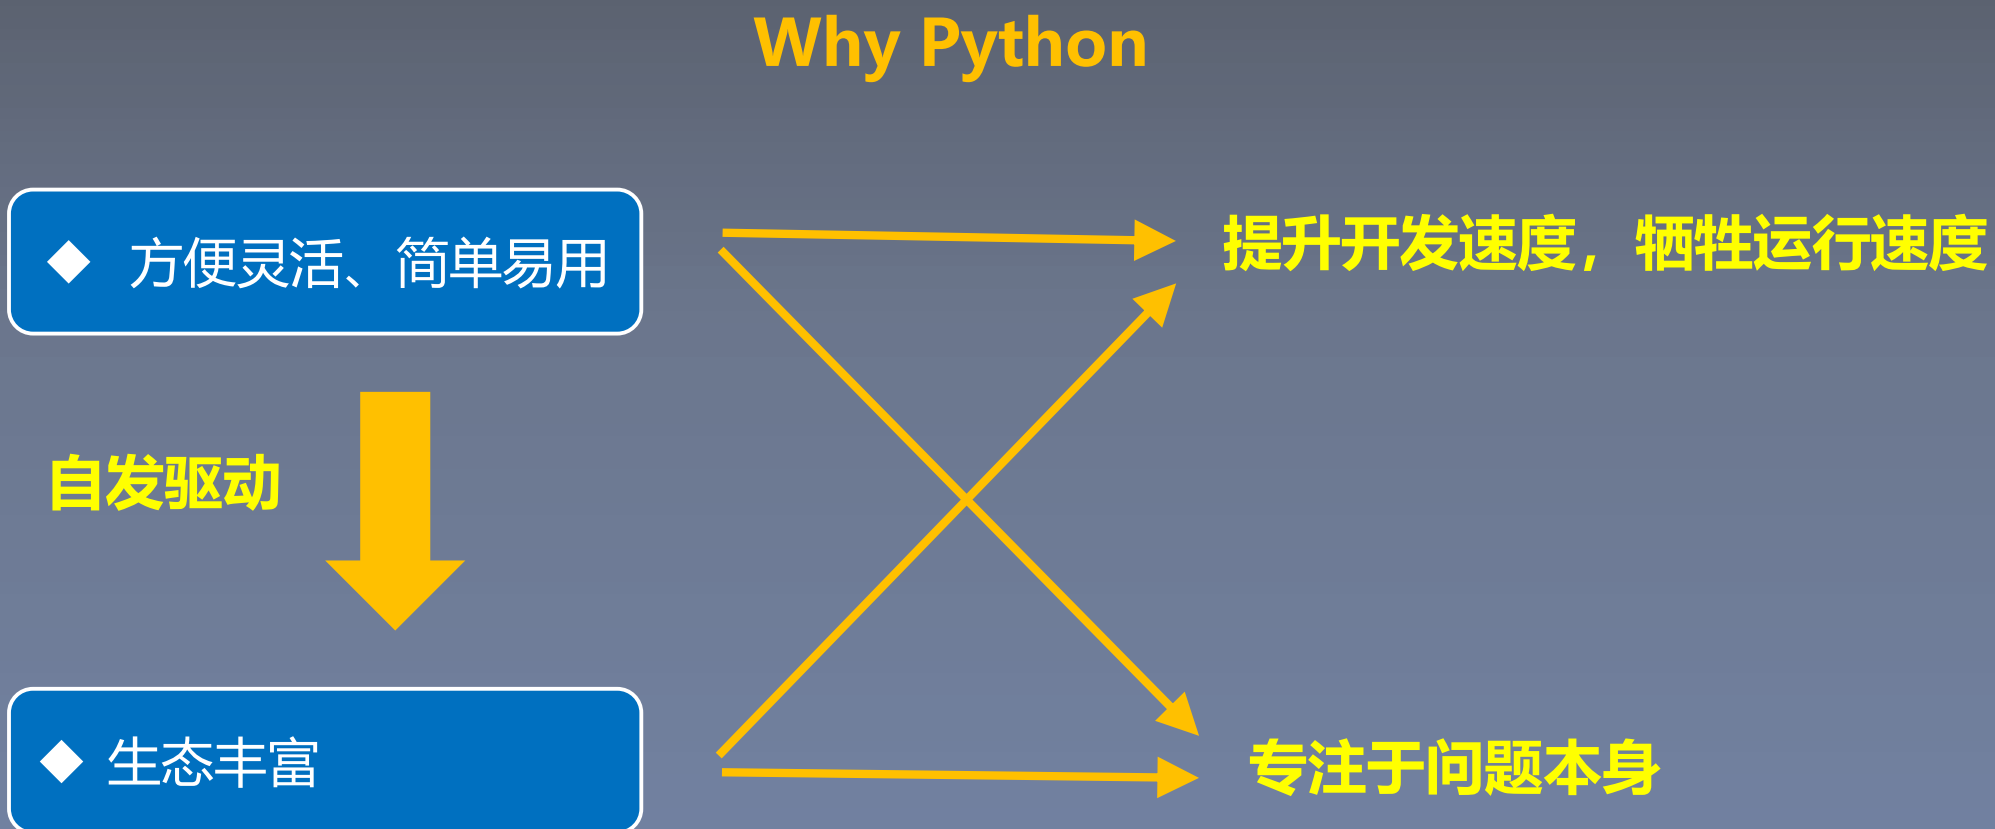 Why Python
方便灵活、简单易用
提升开发速度，牺牲运行速度
自发驱动
生态丰富
专注于问题本身